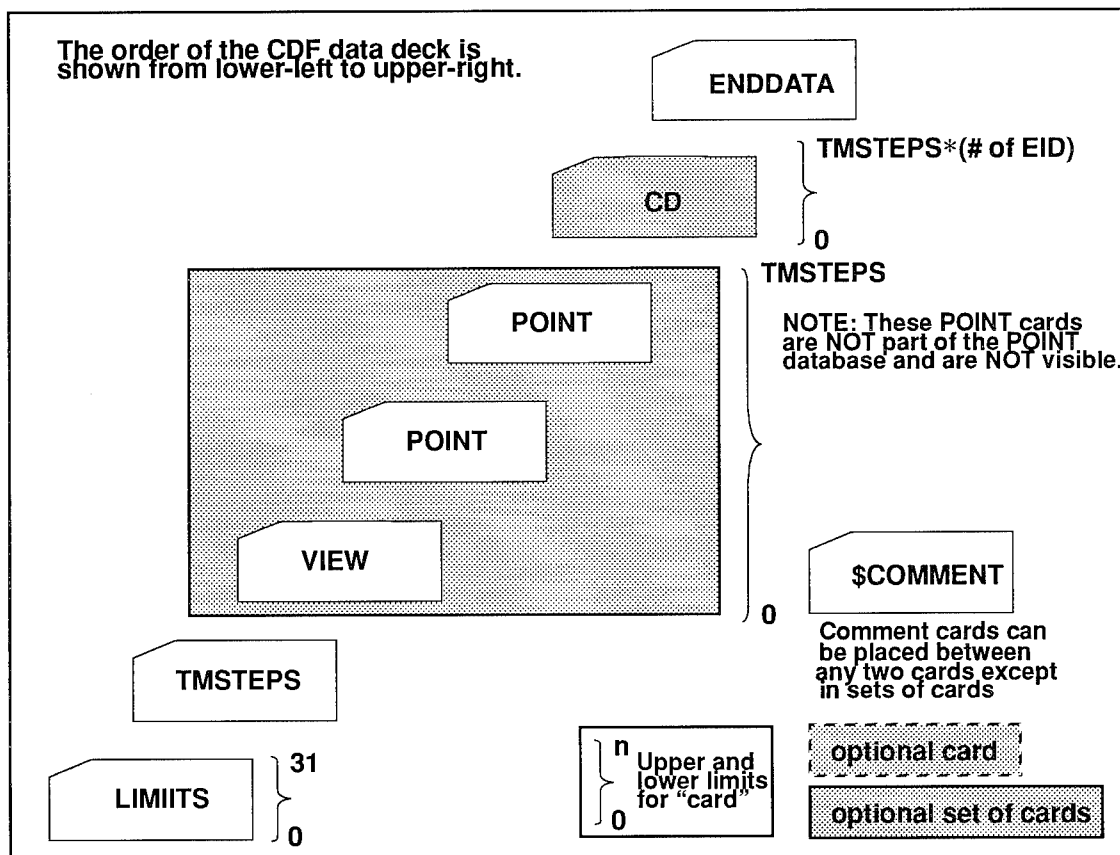 The order of the CDF data deck is
shown from lower-left to upper-right.
ENDDATA
TMSTEPS*(# of EID)
CD
0
TMSTEPS
POINT
NOTE: These POINT cards
are NOT part of the POINT
database and are NOT visible.
POINT
VIEW
0
$COMMENT
Comment cards can
be placed between
any two cards except
in sets of cards
TMSTEPS
31
LIMIITS
0
n
Upper and
lower limits
for “card”
0
optional card
optional set of cards